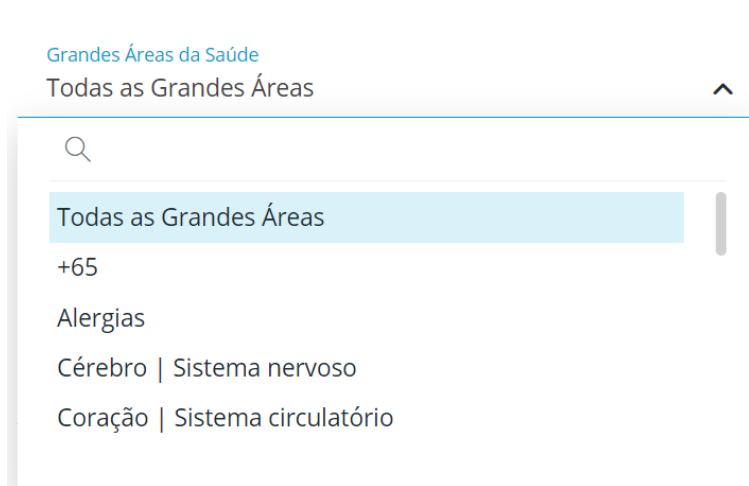 Grandes Áreas da Saúde
Todas as Grandes Áreas
Todas as Grandes Áreas
+65
Alergias
Cérebro | Sistema nervoso
Coração | Sistema circulatório